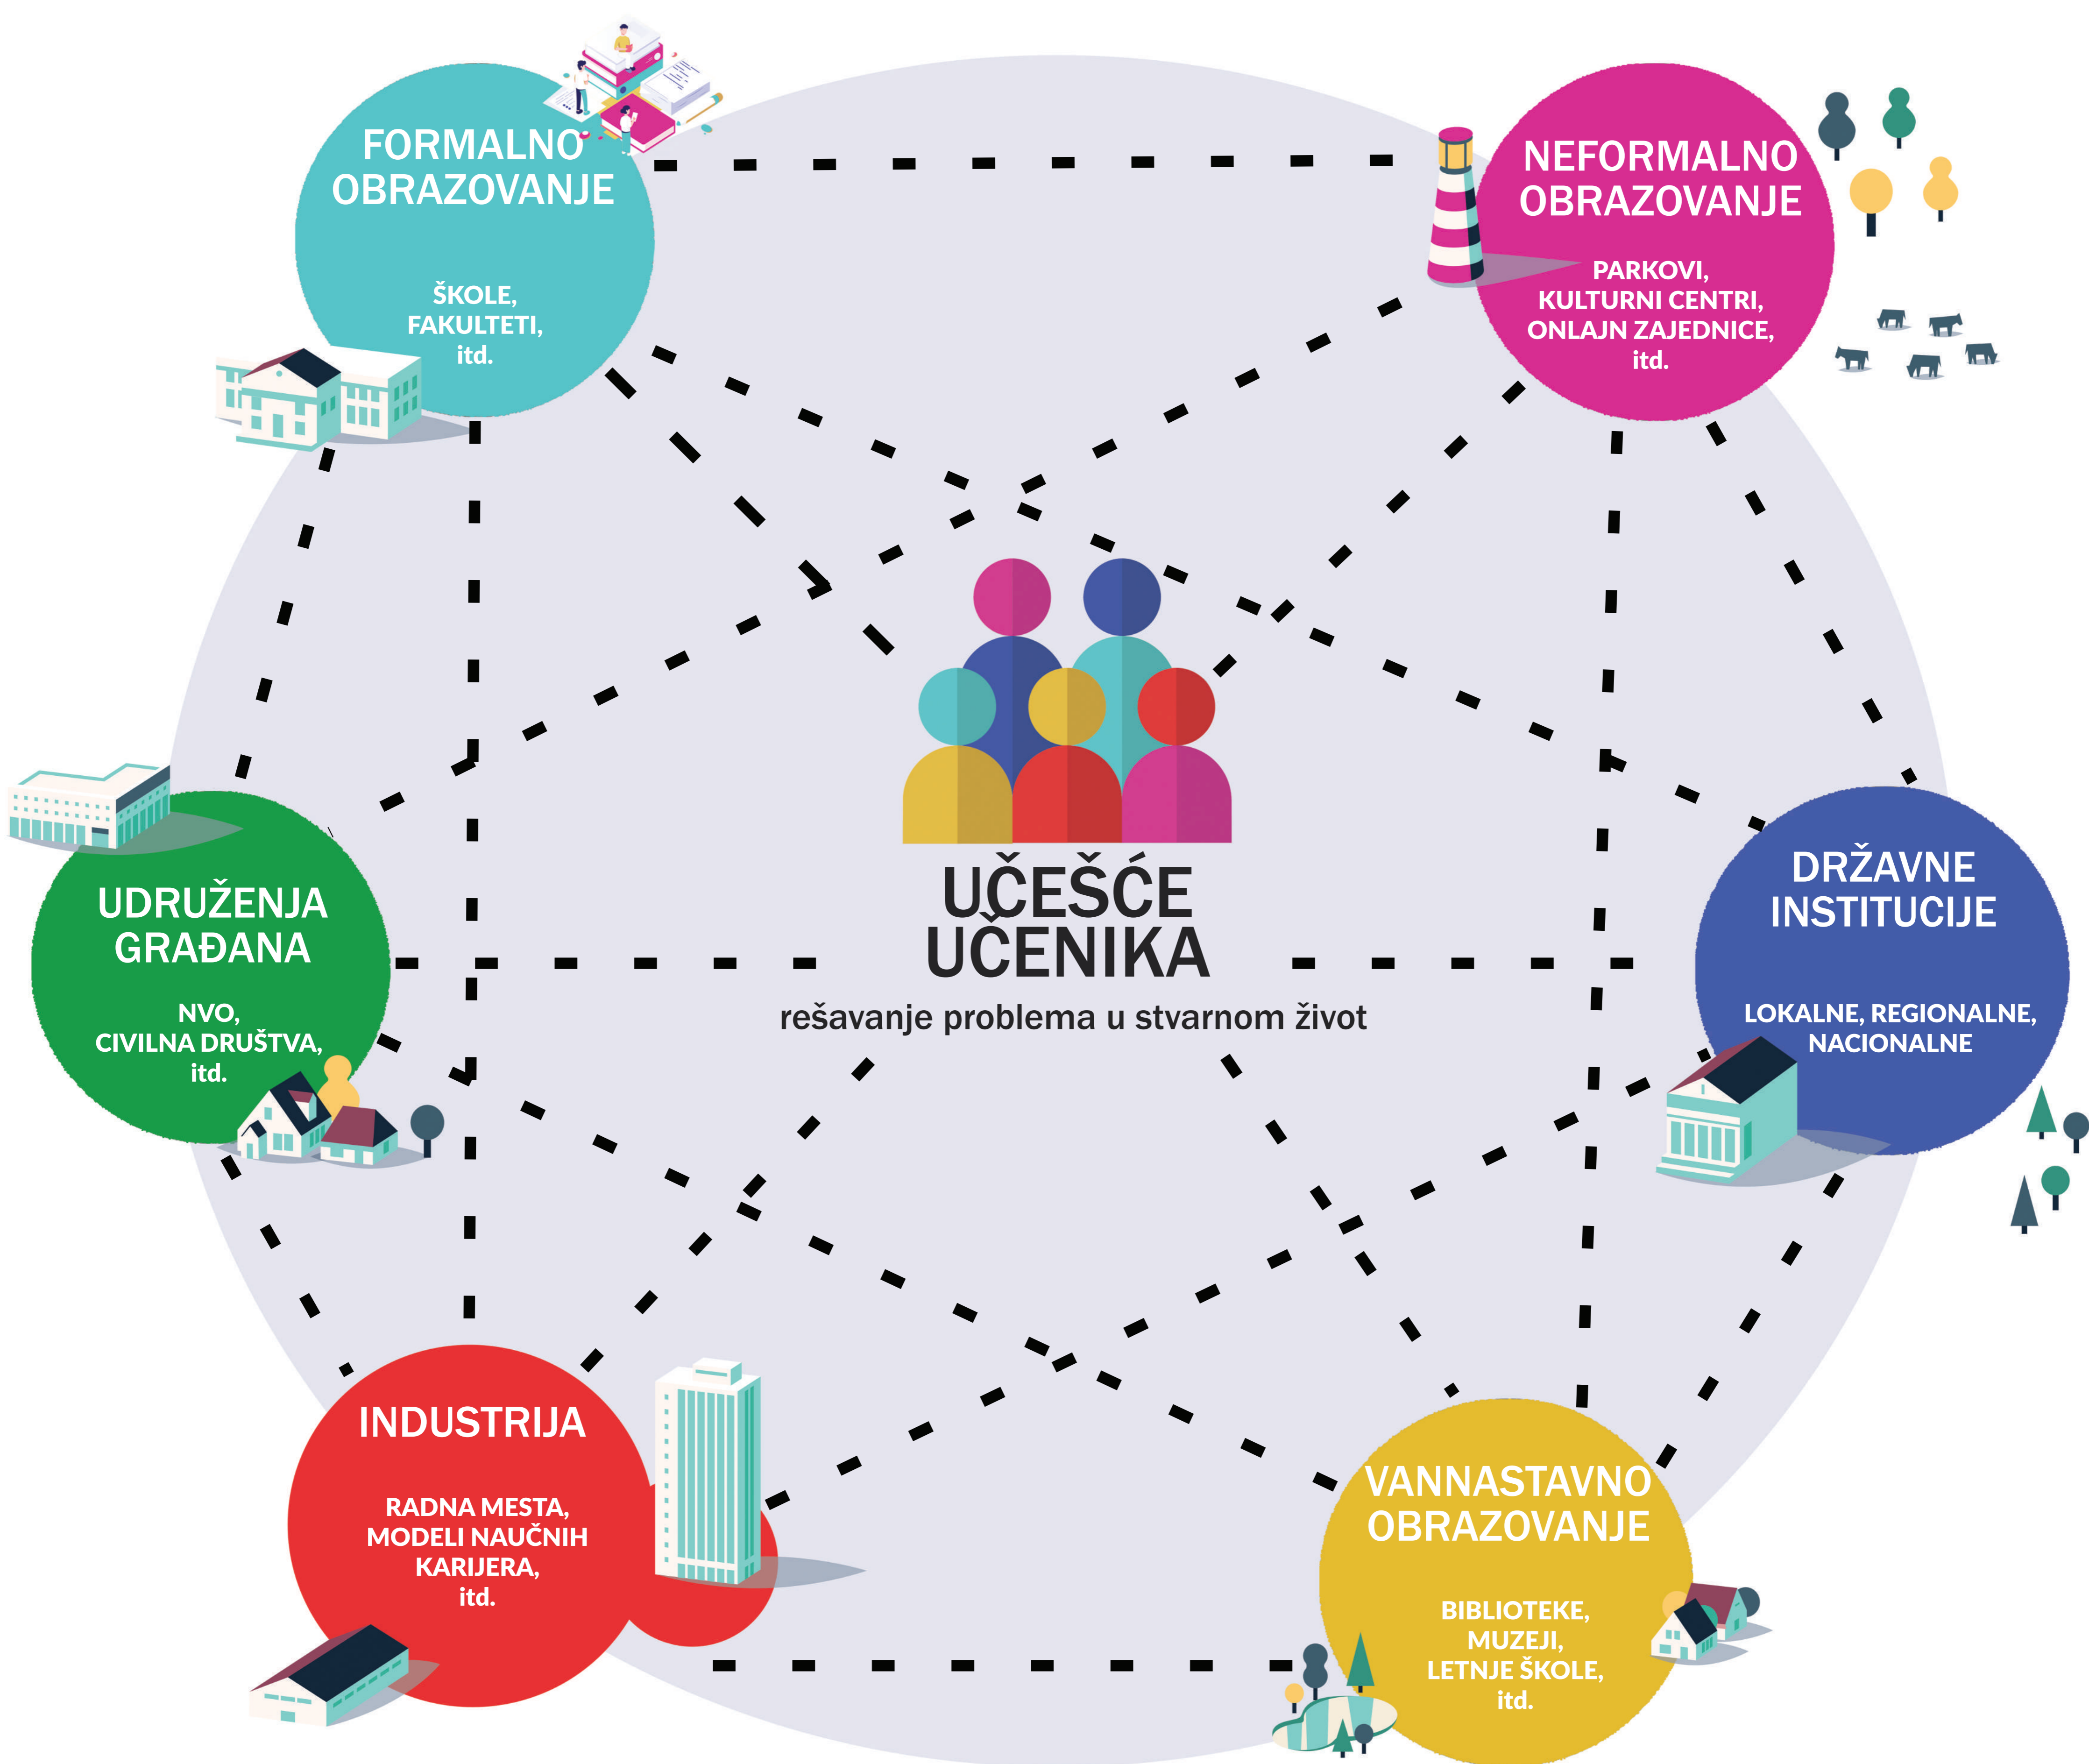 FORMALNO
OBRAZOVANJE
ŠKOLE,
FAKULTETI,
itd.
NEFORMALNO
OBRAZOVANJE
PARKOVI,
KULTURNI CENTRI,
ONLAJN ZAJEDNICE,
itd.
UDRUŽENJA
GRAĐANA
NVO,
CIVILNA DRUŠTVA,
itd.
UČEŠĆE
UČENIKA
rešavanje problema u stvarnom život
DRŽAVNE
INSTITUCIJE
LOKALNE, REGIONALNE,
NACIONALNE
INDUSTRIJA
RADNA MESTA,
MODELI NAUČNIH
KARIJERA,
itd.
VANNASTAVNO
OBRAZOVANJE
BIBLIOTEKE,
MUZEJI,
LETNJE ŠKOLE,
itd.